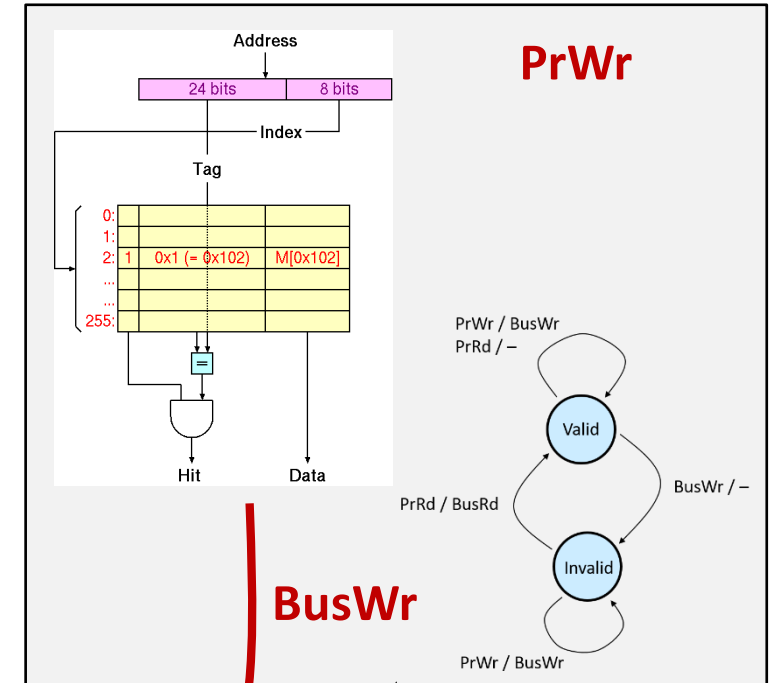 Address
PrWr
24 bits
8 bits
Index
Tag
0:
1:
2: 1 0x1 (= 0x102) M[0x102]
...
...
255:
=
Hit
Data
PrWr / BusWr
PrRd / –
Valid
BusWr / –
PrRd / BusRd
Invalid
BusWr
PrWr / BusWr